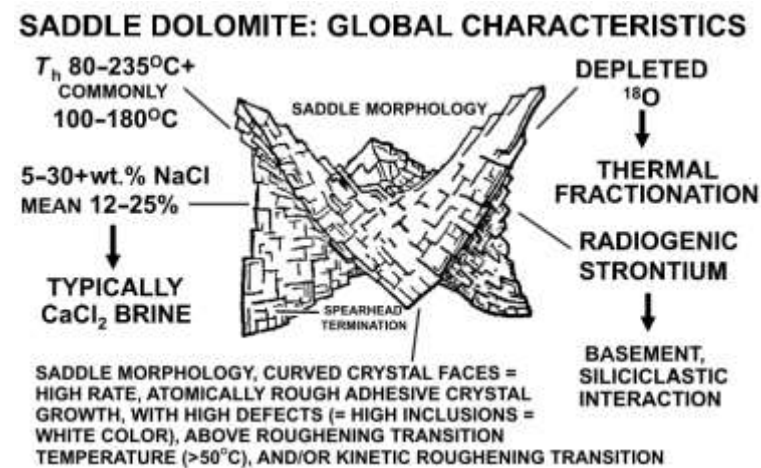 SADDLE DOLOMITE: GLOBAL CHARACTERISTICS
Th 80-235°C+
COMMONLY
100-180°C
5-30+wt.% NaCl
MEAN 12-25%
TYPICALLY
CaCl2 BRINE
SADDLE MORPHOLOGY
SPEARHEAD
TERMINATION
DEPLETED
18O
THERMAL
FRACTIONATION
RADIOGENIC
STRONTIUM
BASEMENT,
SILICICLASTIC
INTERACTION
SADDLE MORPHOLOGY, CURVED CRYSTAL FACES =
HIGH RATE, ATOMICALLY ROUGH ADHESIVE CRYSTAL
GROWTH, WITH HIGH DEFECTS (= HIGH INCLUSIONS =
WHITE COLOR), ABOVE ROUGHENING TRANSITION
TEMPERATURE (>50°C), AND/OR KINETIC ROUGHENING TRANSITION